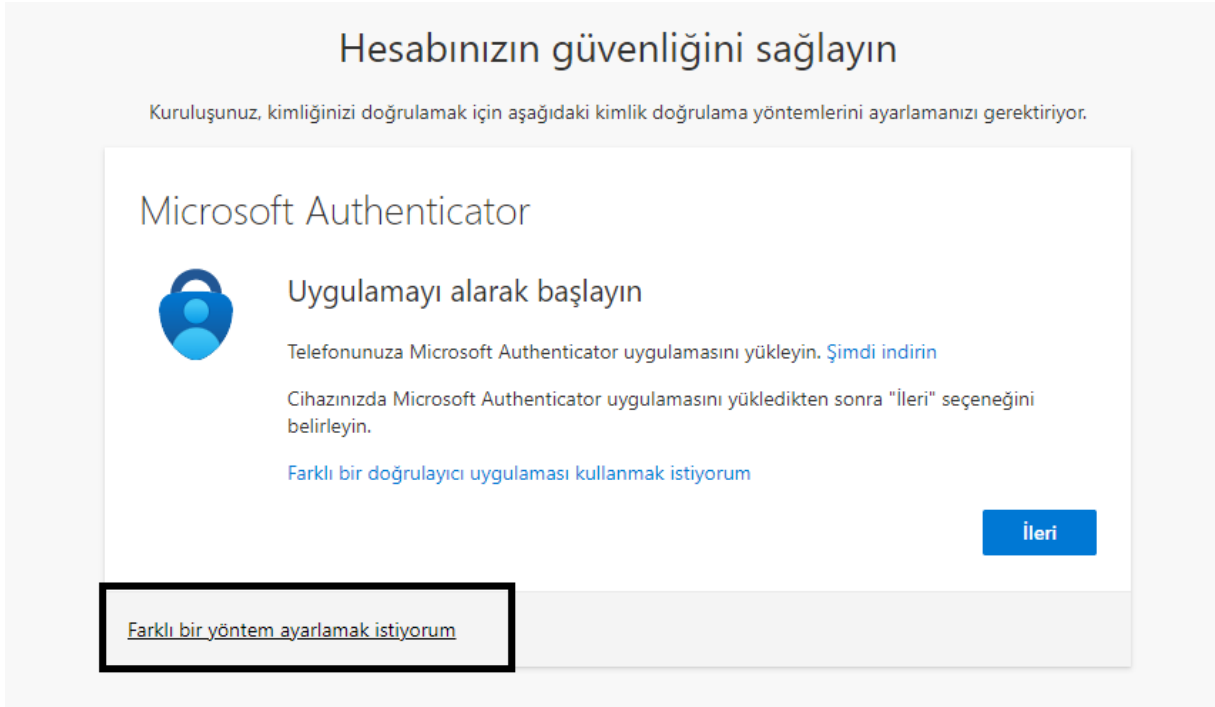 Hesabınızın güvenliğini sağlayın
Kuruluşunuz, kimliğinizi doğrulamak için aşağıdaki kimlik doğrulama yöntemlerini ayarlamanızı gerektiriyor.
Microsoft Authenticator
Uygulamayı alarak başlayın
Telefonunuza Microsoft Authenticator uygulamasını yükleyin. Şimdi indirin
Cihazınızda Microsoft Authenticator uygulamasını yükledikten sonra "İleri" seçeneğini
belirleyin.
Farklı bir doğrulayıcı uygulaması kullanmak istiyorum
İleri
Farklı bir yöntem ayarlamak istiyorum